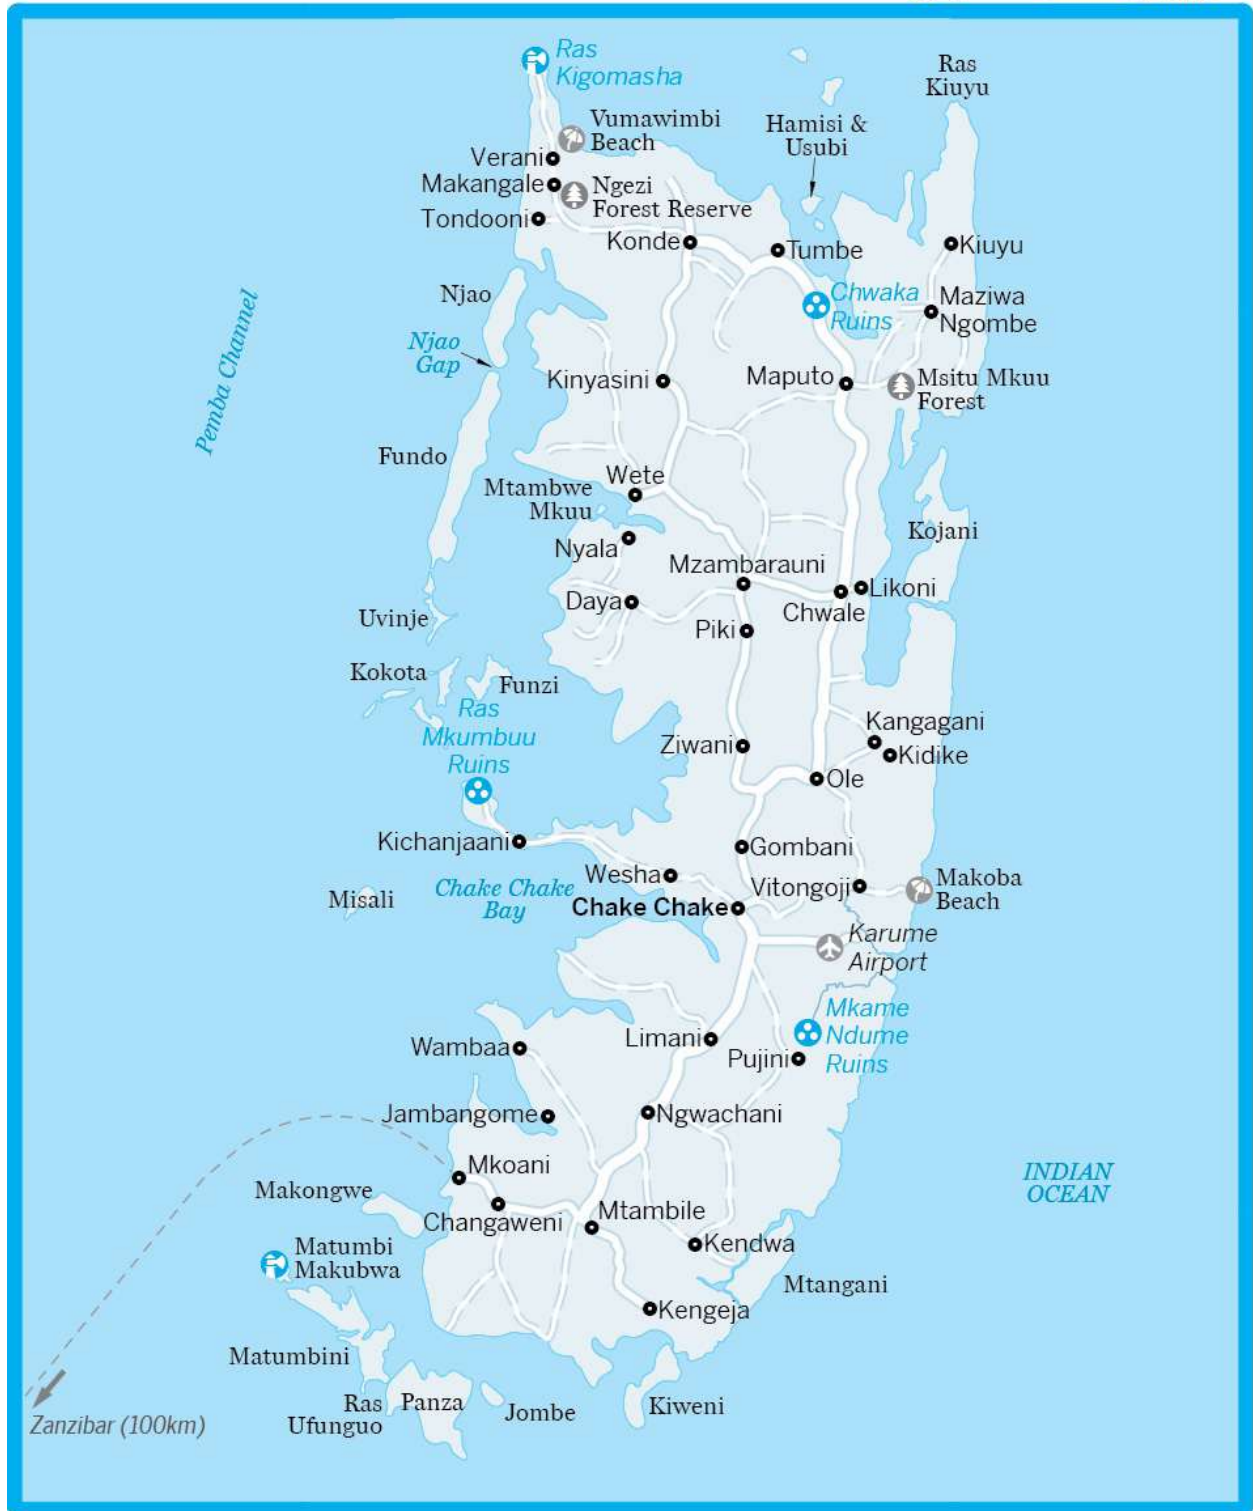 Ras
Kigomasha
Ras
Kiuyu
Vumawimbi
Beach
Hamisi &
Usubi
Verani
Makangale
Ngezi
Forest Reserve
Tondooni
Konde
Tumbe
Kiuyu
Njao
Chwaka
Ruins
Maziwa
Ngombe
Pemba Channel
Njao
Gap
Kinyasini
Maputo
Msitu Mkuu
Forest
Fundo
Wete
Mtambwe
Mkuu
Kojani
Nyala
Mzambarauni
Daya
Likoni
Chwale
Uvinje
Piki
Kokota
Funzi
Ras
Mkumbuu
Ruins
Kangagani
Ziwani
Kidike
Ole
Kichanjaani
Gombani
Wesha
Vitongoji
Makoba
Beach
Misali
Chake Chake
Bay
Chake Chake
Karume
Airport
Mkame
Ndume
Ruins
Limani
Wambaa
Pujini
Jambangome
Ngwachani
Mkoani
INDIAN
OCEAN
Makongwe
Changaweni
Mtambile
Matumbi
Makubwa
Kendwa
Mtangani
Kengeja
Matumbini
Ras
Ufunguo
Panza
Jombe
Kiweni
Zanzibar (100km)